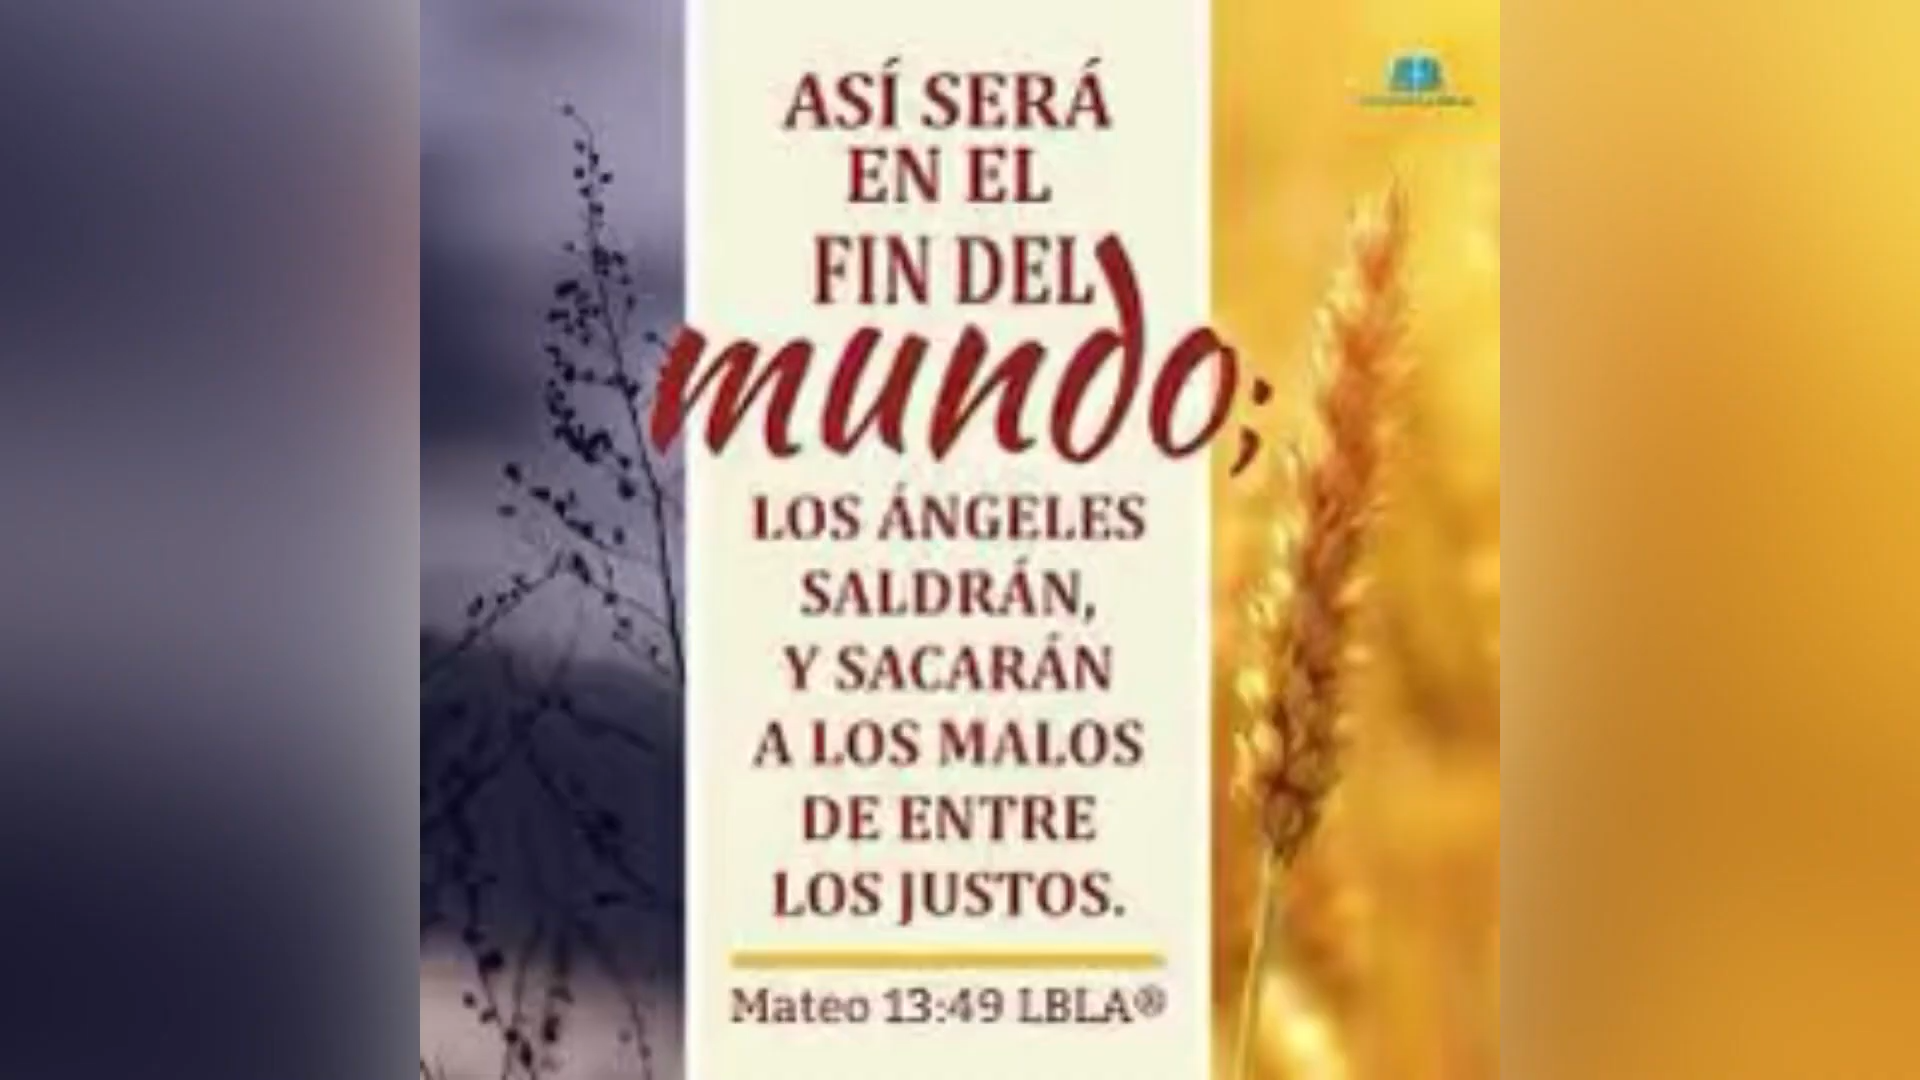 ASÍ SERÁ
EN EL
FIN DEL
mundo;
LOS ÁNGELES
SALDRÁN,
Y SACARÁN
A LOS MALOS
DE ENTRE
LOS JUSTOS.
Mateo 13:49 LBLA®